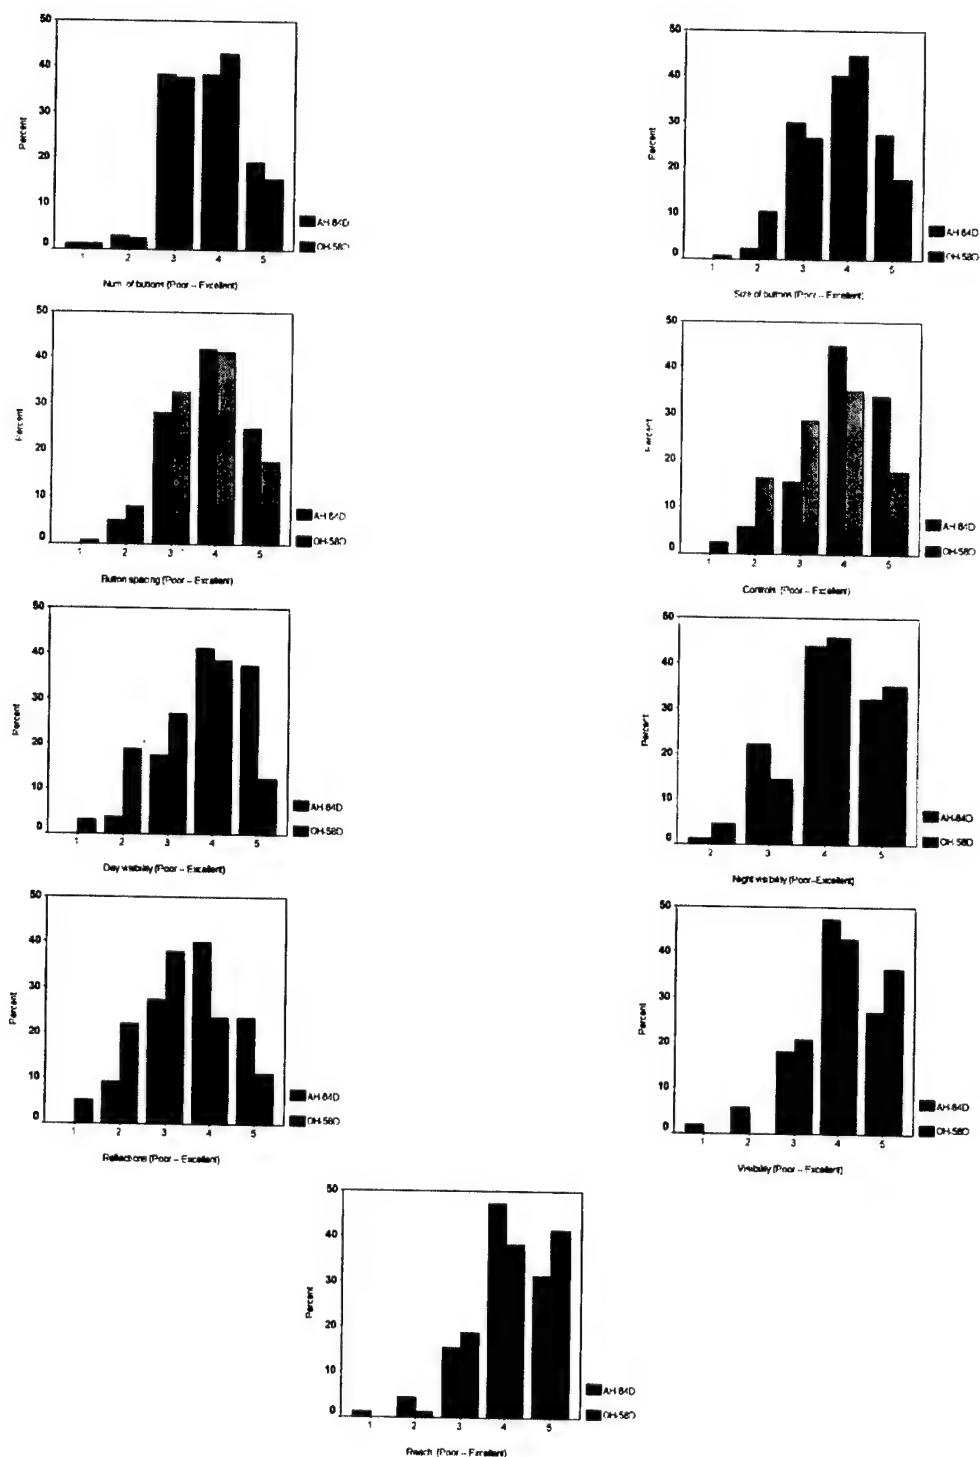 50
40
30
20
10
0
Percent
1 2 3 4 5
Num. of buttons (Poor – Excellent)
AH-64D
OH-58D
50
40
30
20
10
0
Percent
1 2 3 4 5
Size of buttons (Poor – Excellent)
AH-64D
OH-58D
50
40
30
20
10
0
Percent
1 2 3 4 5
Button spacing (Poor – Excellent)
AH-64D
OH-58D
50
40
30
20
10
0
Percent
1 2 3 4 5
Controls (Poor – Excellent)
AH-64D
OH-58D
50
40
30
20
10
0
Percent
1 2 3 4 5
Day visibility (Poor – Excellent)
AH-64D
OH-58D
50
40
30
20
10
0
Percent
2 3 4 5
Night visibility (Poor–Excellent)
AH-64D
OH-58D
50
40
30
20
10
0
Percent
1 2 3 4 5
Reflections (Poor – Excellent)
AH-64D
OH-58D
50
40
30
20
10
0
Percent
1 2 3 4 5
Visibility (Poor – Excellent)
AH-64D
OH-58D
50
40
30
20
10
0
Percent
1 2 3 4 5
Reach (Poor – Excellent)
AH-64D
OH-58D